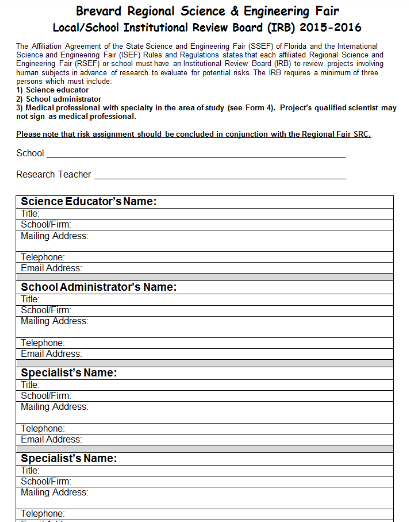 Brevard Regional Science & Engineering Fair
Local/School Institutional Review Board (IRB) 2015-2016
The Affiliation Agreement of the State Science and Engineering Fair (SSEF) of Florida and the International
Science and Engineering Fair (ISEF) Rules and Regulations states that each affiliated Regional Science and
Engineering Fair (RSEF) or school must have an Institutional Review Board (IRB) to review projects involving
human subjects in advance of research to evaluate for potential risks. The IRB requires a minimum of three
persons which must include:
1) Science educator
2) School administrator
3) Medical professional with specialty in the area of study (see Form 4). Project's qualified scientist may
not sign as medical professional.
Please note that risk assignment should be concluded in conjunction with the Regional Fair SRC.
School
Research Teacher
Science Educator's Name:
Title:
School/Firm:
Mailing Address:
Telephone:
Email Address:
School Administrator's Name:
Title:
School/Firm:
Mailing Address:
Telephone:
Email Address:
Specialist's Name:
Title:
School/Firm:
Mailing Address:
Telephone:
Email Address:
Specialist's Name:
Title:
School/Firm:
Mailing Address:
Telephone: